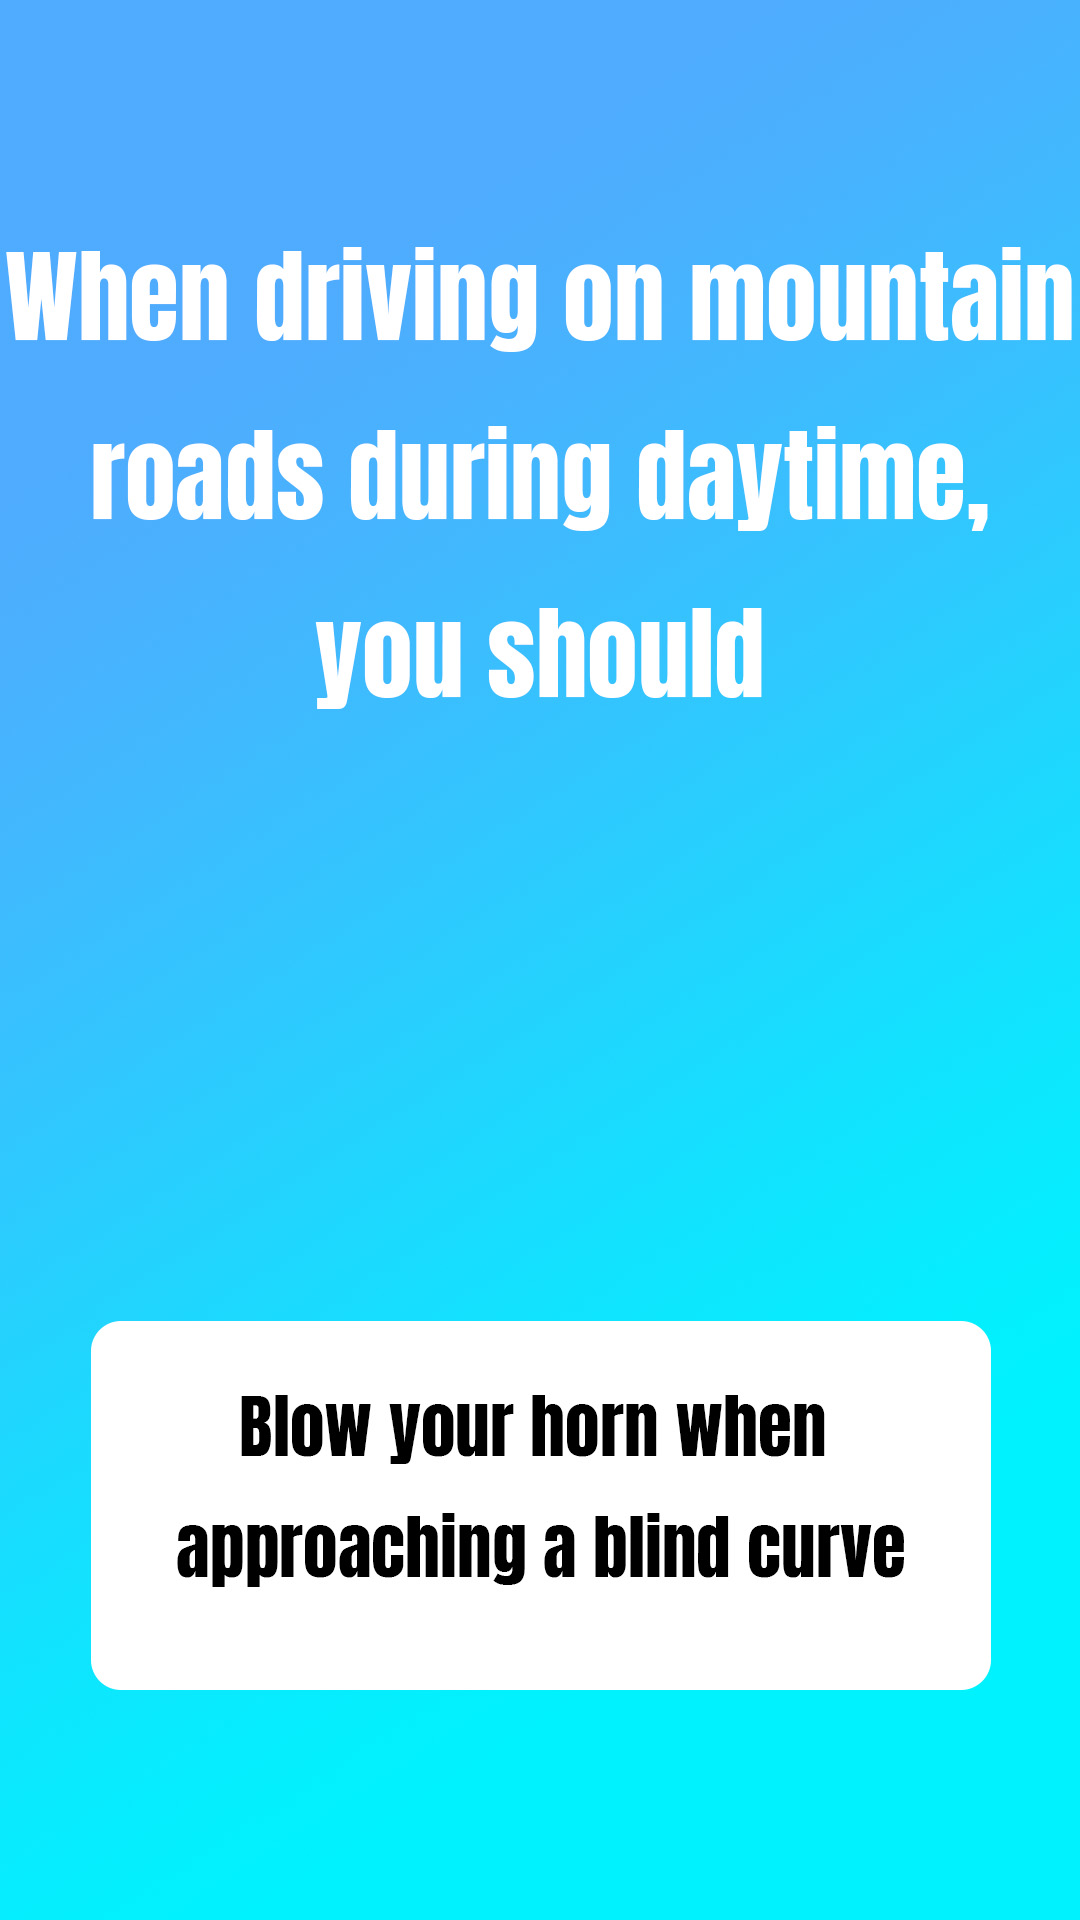 When driving on mountain
roads during daytime,
you should
Blow your horn when
approaching a blind curve